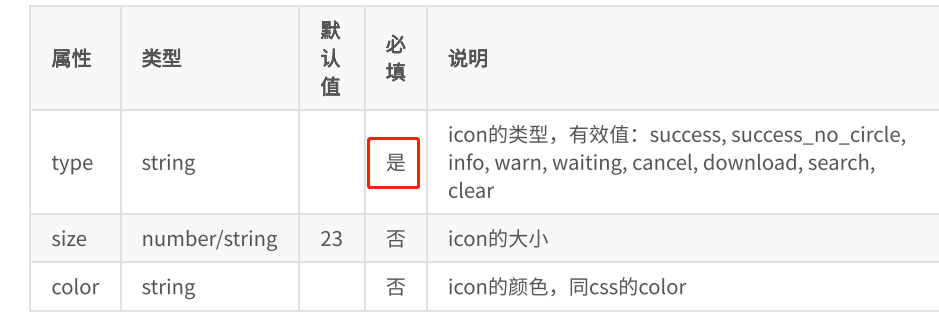 属性 类型 默认值 必填 说明
type string 是 icon的类型，有效值：success, success_no_circle,
info, warn, waiting, cancel, download, search,
clear
size number/string 23 否 icon的大小
color string 否 icon的颜色，同css的color